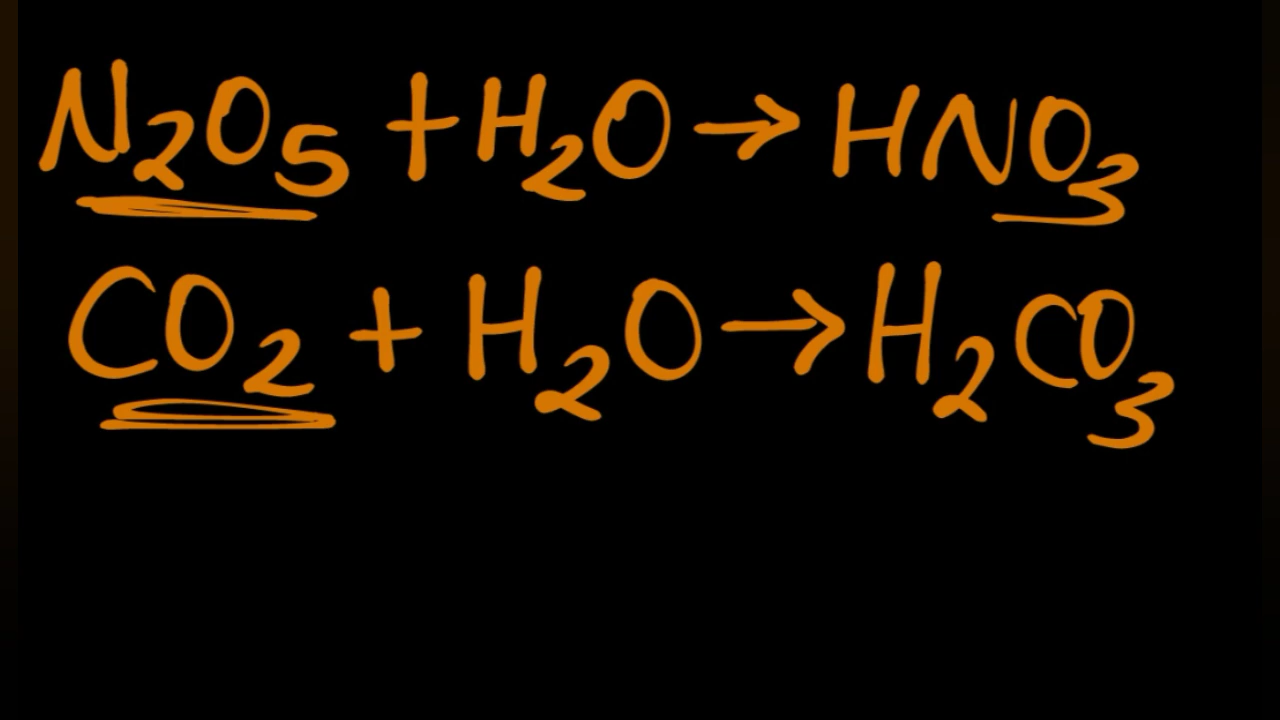 N₂O₅ + H₂O → HNO₃
CO₂ + H₂O → H₂CO₃